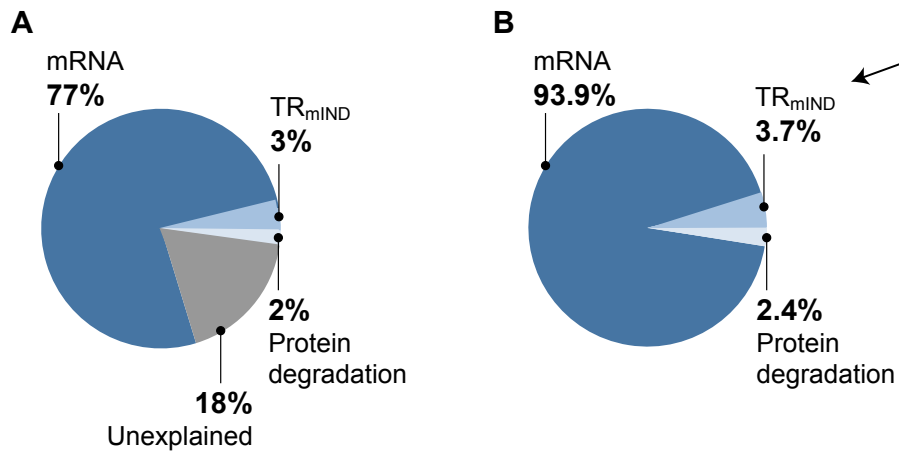 A
mRNA
77%
TRmIND
3%
2%
Protein
degradation
18%
Unexplained
B
mRNA
93.9%
TRmIND
3.7%
2.4%
Protein
degradation